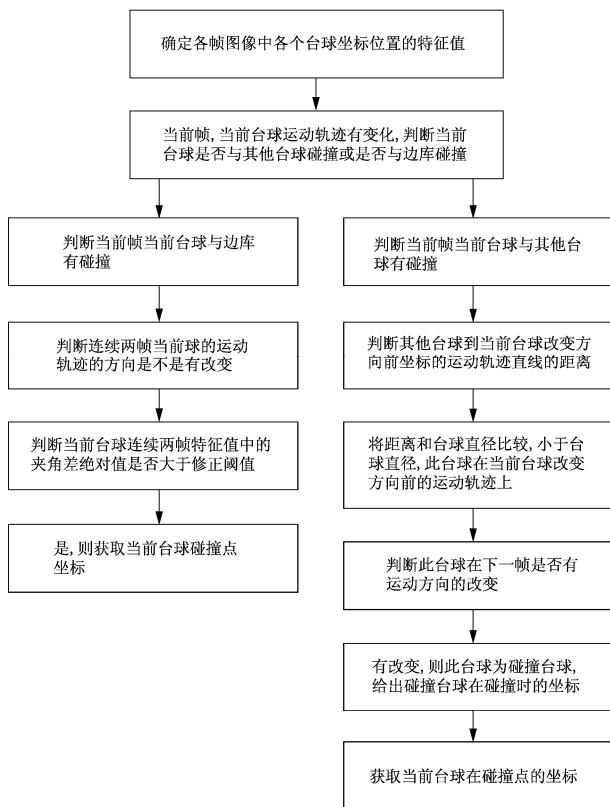 确定各帧图像中各个台球坐标位置的特征值
当前帧,当前台球运动轨迹有变化,判断当前
台球是否与其他台球碰撞或是否与边库碰撞
判断当前帧当前台球与边库
有碰撞
判断连续两帧当前球的运动
轨迹的方向是不是有改变
判断当前台球连续两帧特征值中的
夹角差绝对值是否大于修正阈值
是,则获取当前台球碰撞点
坐标
判断当前帧当前台球与其他台
球有碰撞
判断其他台球到当前台球改变方
向前坐标的运动轨迹直线的距离
将距离和台球直径比较,小于台
球直径,此台球在当前台球改变
方向前的运动轨迹上
判断此台球在下一帧是否有
运动方向的改变
有改变,则此台球为碰撞台球,
给出碰撞台球在碰撞时的坐标
获取当前台球在碰撞点的坐标